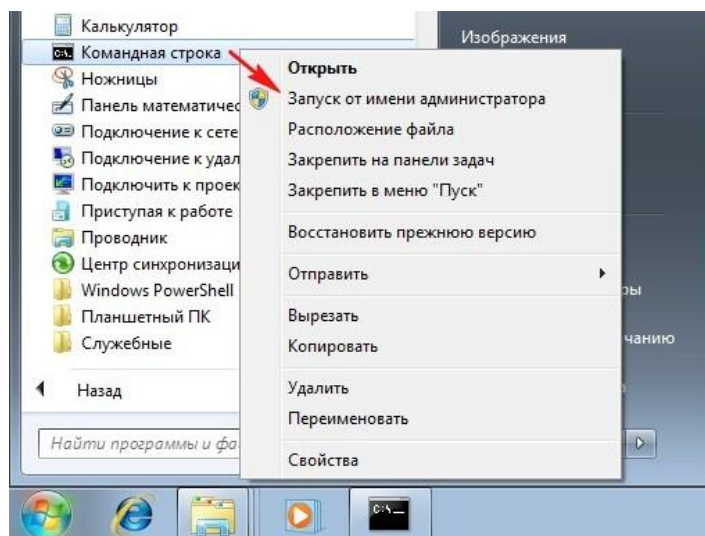 Калькулятор
Командная строка
Ножницы
Панель математичес
Подключение к сете
Подключение к удал
Подключить к проек
Приступая к работе
Проводник
Центр синхронизаци
Windows PowerShell
Планшетный ПК
Служебные
Назад
Найти программы и фа
Изображения
Открыть
Запуск от имени администратора
Расположение файла
Закрепить на панели задач
Закрепить в меню "Пуск"
Восстановить прежнюю версию
Отправить
Вырезать
Копировать
Удалить
Переименовать
Свойства
ры
чанию
C:\